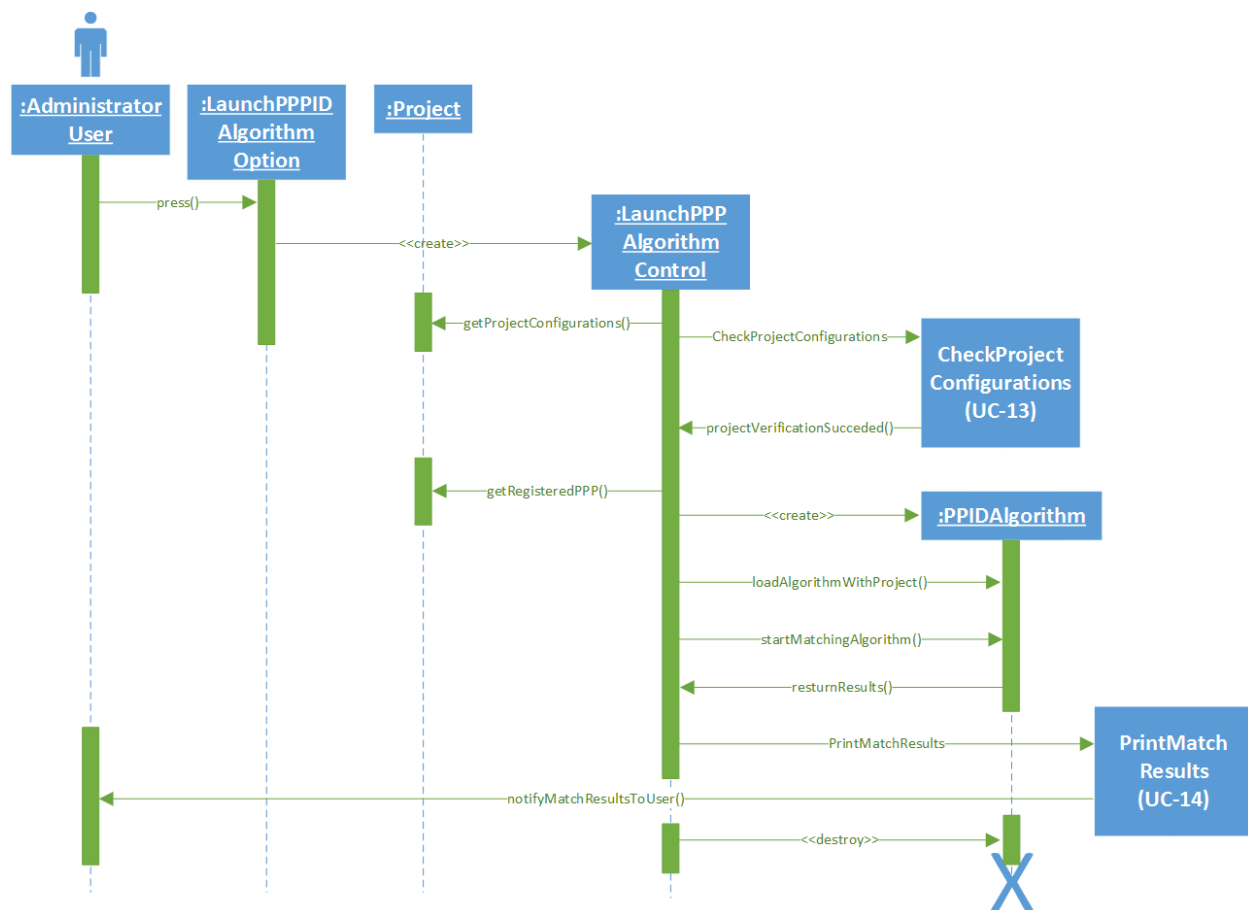 :Administrator
User
:LaunchPPPID
Algorithm
Option
:Project
press()
:LaunchPPP
Algorithm
Control
<<create>>
getProjectConfigurations()
CheckProjectConfigurations
CheckProject
Configurations
(UC-13)
projectVerificationSucceded()
getRegisteredPPP()
<<create>>
:PPIDAlgorithm
loadAlgorithmWithProject()
startMatchingAlgorithm()
resturnResults()
PrintMatchResults
PrintMatch
Results
(UC-14)
notifyMatchResultsToUser()
<<destroy>>